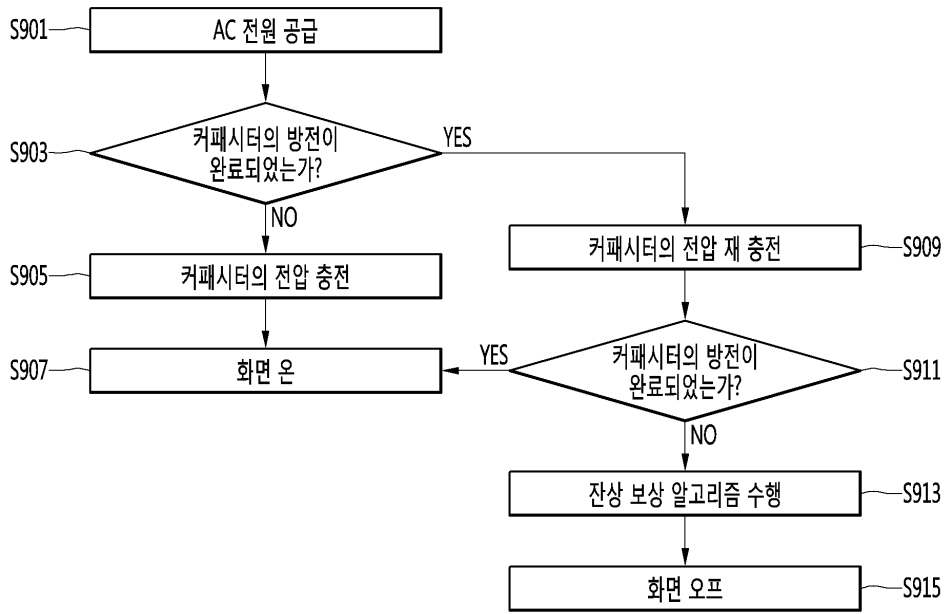 S901
AC 전원 공급
S903
커패시터의 방전이
완료되었는가?
YES
NO
S905
커패시터의 전압 충전
S907
화면 온
커패시터의 전압 재 충전
S909
커패시터의 방전이
완료되었는가?
S911
YES
NO
잔상 보상 알고리즘 수행
S913
화면 오프
S915